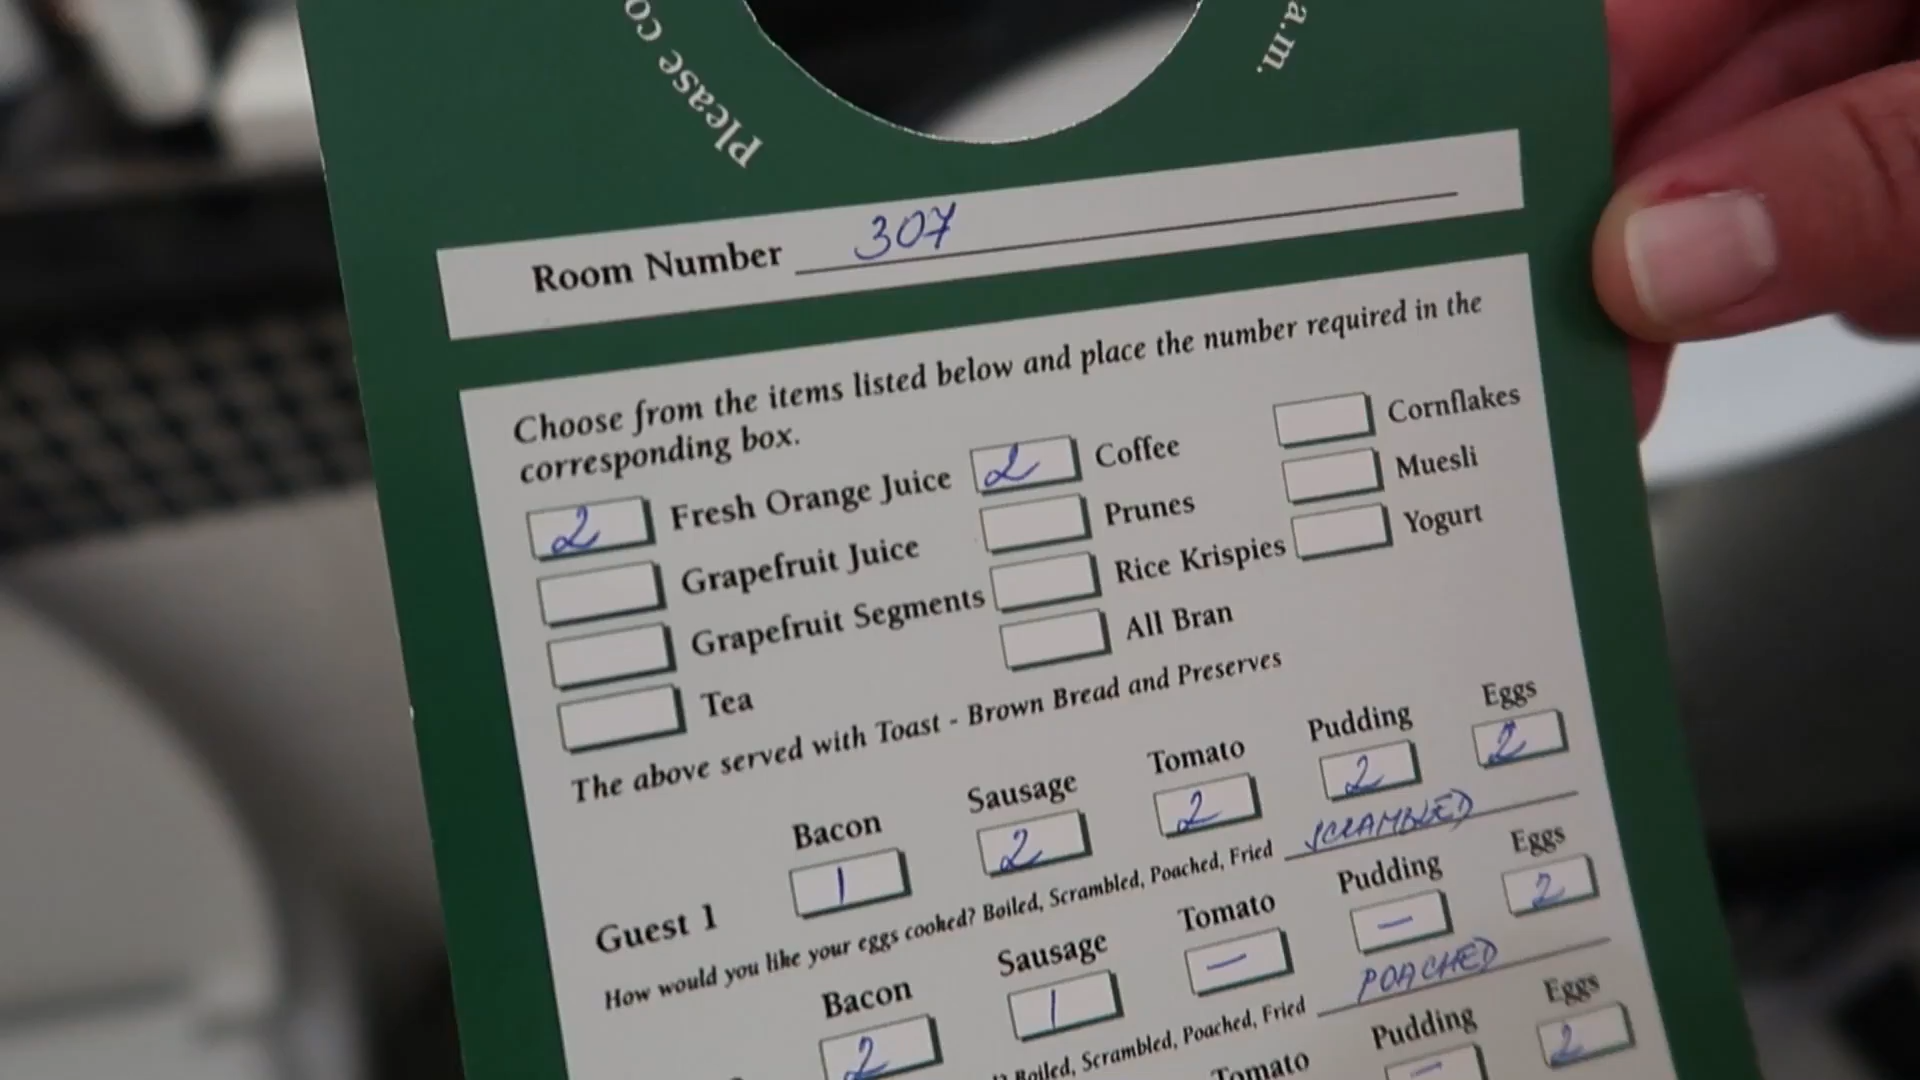 Please
a.m.
Room Number 307
Choose from the items listed below and place the number required in the
corresponding box.
2 Fresh Orange Juice 2 Coffee Cornflakes
Grapefruit Juice Prunes Muesli
Grapefruit Segments Rice Krispies Yogurt
Tea All Bran
The above served with Toast - Brown Bread and Preserves
Bacon Sausage Tomato Pudding Eggs
Guest 1 1 2 2 2 2
How would you like your eggs cooked? Boiled, Scrambled, Poached, Fried SCRAMBLED
Bacon Sausage Tomato Pudding Eggs
2 1 — — 2
Boiled, Scrambled, Poached, Fried POACHED
Tomato Pudding Eggs
— 2